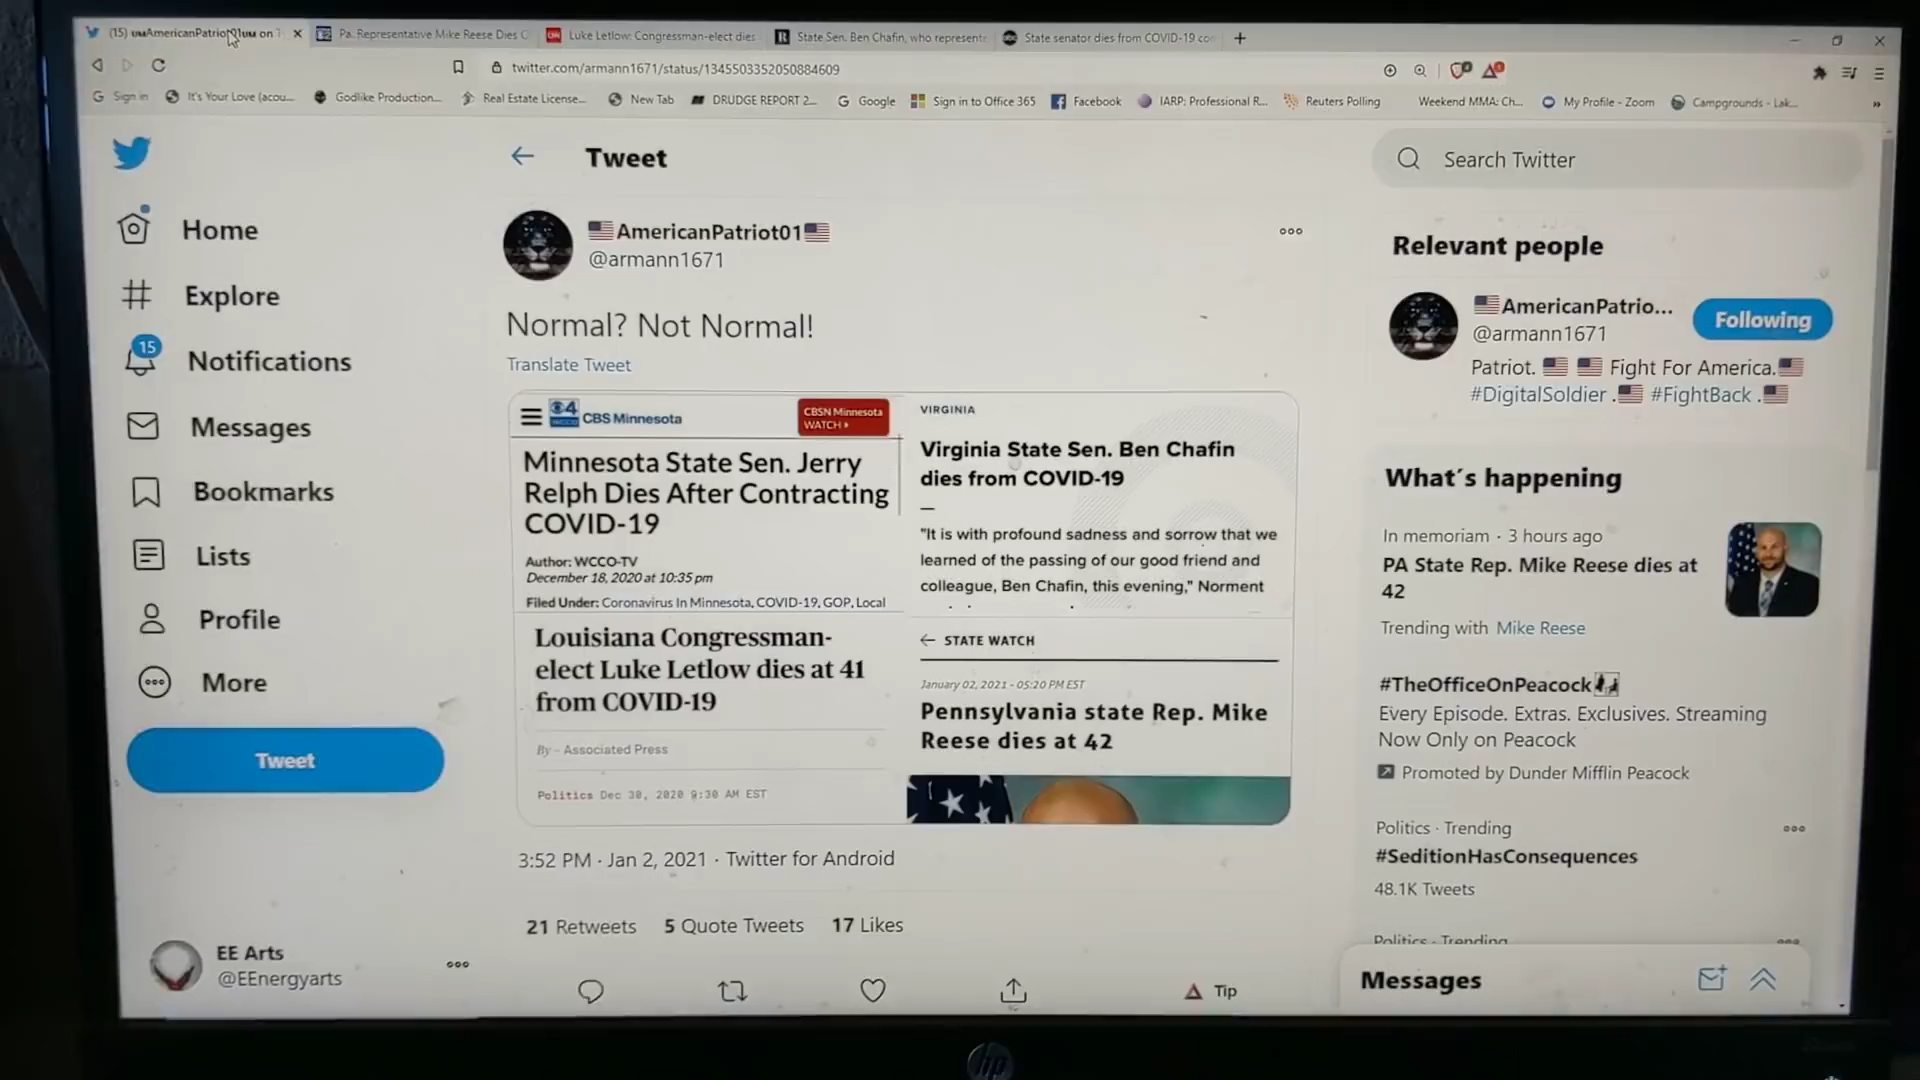 (15) AmericanPatriot01 on
Pa. Representative Mike Reese Dies
Luke Letlow: Congressman-elect dies
State Sen. Ben Chafin, who represente
State senator dies from COVID-19 co
twitter.com/armann1671/status/1345503352050884609
Sign in
It's Your Love (acou...
Godlike Production...
Real Estate License...
New Tab
DRUDGE REPORT 2...
Google
Sign in to Office 365
Facebook
IARP: Professional R...
Reuters Polling
Weekend MMA: Ch...
My Profile - Zoom
Campgrounds - Lak...
Home
Explore
15
Notifications
Messages
Bookmarks
Lists
Profile
More
Tweet
EE Arts
@EEnergyarts
Tweet
AmericanPatriot01
@armann1671
Normal? Not Normal!
Translate Tweet
CBS Minnesota
CBSN Minnesota
WATCH
Minnesota State Sen. Jerry
Relph Dies After Contracting
COVID-19
Author: WCCO-TV
December 18, 2020 at 10:35 pm
Filed Under: Coronavirus In Minnesota, COVID-19, GOP, Local
VIRGINIA
Virginia State Sen. Ben Chafin
dies from COVID-19
"It is with profound sadness and sorrow that we
learned of the passing of our good friend and
colleague, Ben Chafin, this evening," Norment
Louisiana Congressman-
elect Luke Letlow dies at 41
from COVID-19
By – Associated Press
Politics Dec 30, 2020 9:30 AM EST
STATE WATCH
January 02, 2021 - 05:20 PM EST
Pennsylvania state Rep. Mike
Reese dies at 42
3:52 PM · Jan 2, 2021 · Twitter for Android
21 Retweets 5 Quote Tweets 17 Likes
Tip
Search Twitter
Relevant people
AmericanPatrio...
@armann1671
Following
Patriot. Fight For America.
#DigitalSoldier . #FightBack .
What's happening
In memoriam · 3 hours ago
PA State Rep. Mike Reese dies at
42
Trending with Mike Reese
#TheOfficeOnPeacock
Every Episode. Extras. Exclusives. Streaming
Now Only on Peacock
Promoted by Dunder Mifflin Peacock
Politics · Trending
#SeditionHasConsequences
48.1K Tweets
Politics · Trending
Messages
hp